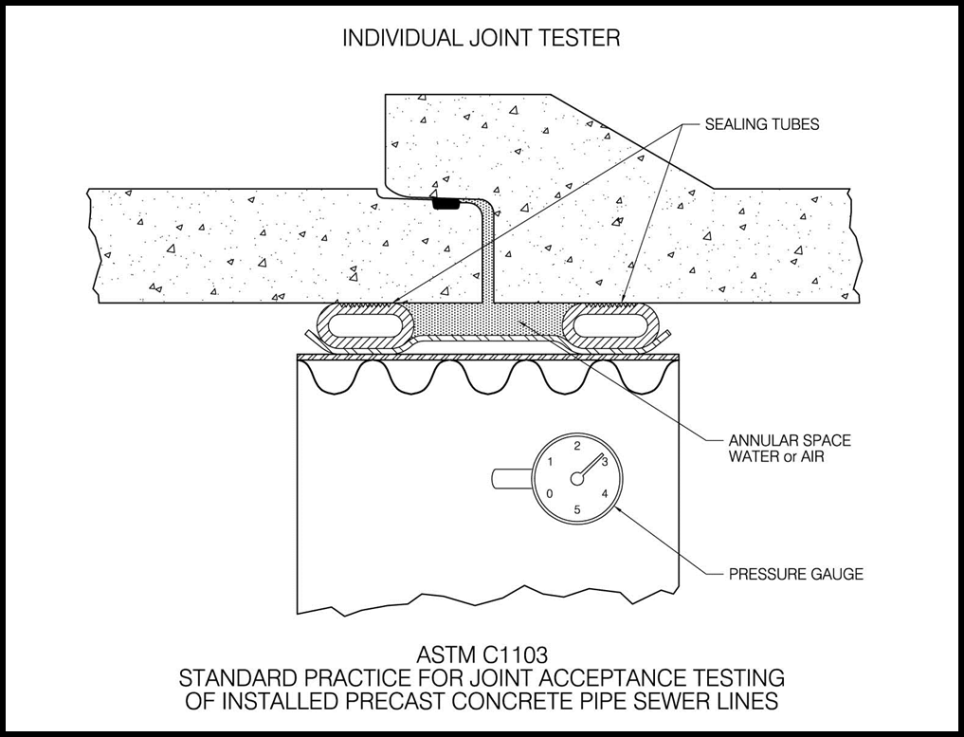 INDIVIDUAL JOINT TESTER
SEALING TUBES
ANNULAR SPACE
WATER or AIR
2
1
3
0
4
5
PRESSURE GAUGE
ASTM C1103
STANDARD PRACTICE FOR JOINT ACCEPTANCE TESTING
OF INSTALLED PRECAST CONCRETE PIPE SEWER LINES